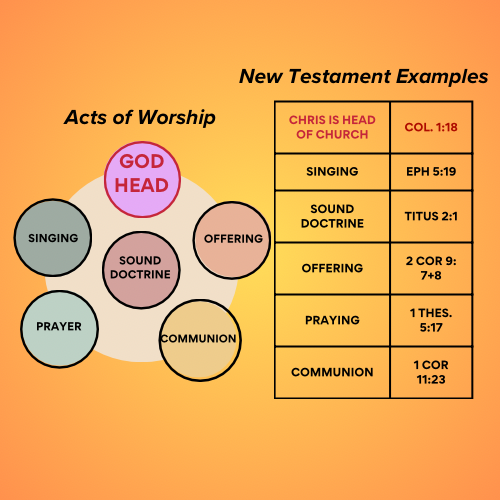 New Testament Examples
Acts of Worship
GOD
HEAD
SINGING
OFFERING
SOUND
DOCTRINE
PRAYER
COMMUNION
CHRIS IS HEAD
OF CHURCH
COL. 1:18
SINGING
EPH 5:19
SOUND
DOCTRINE
TITUS 2:1
OFFERING
2 COR 9:
7+8
PRAYING
1 THES.
5:17
COMMUNION
1 COR
11:23